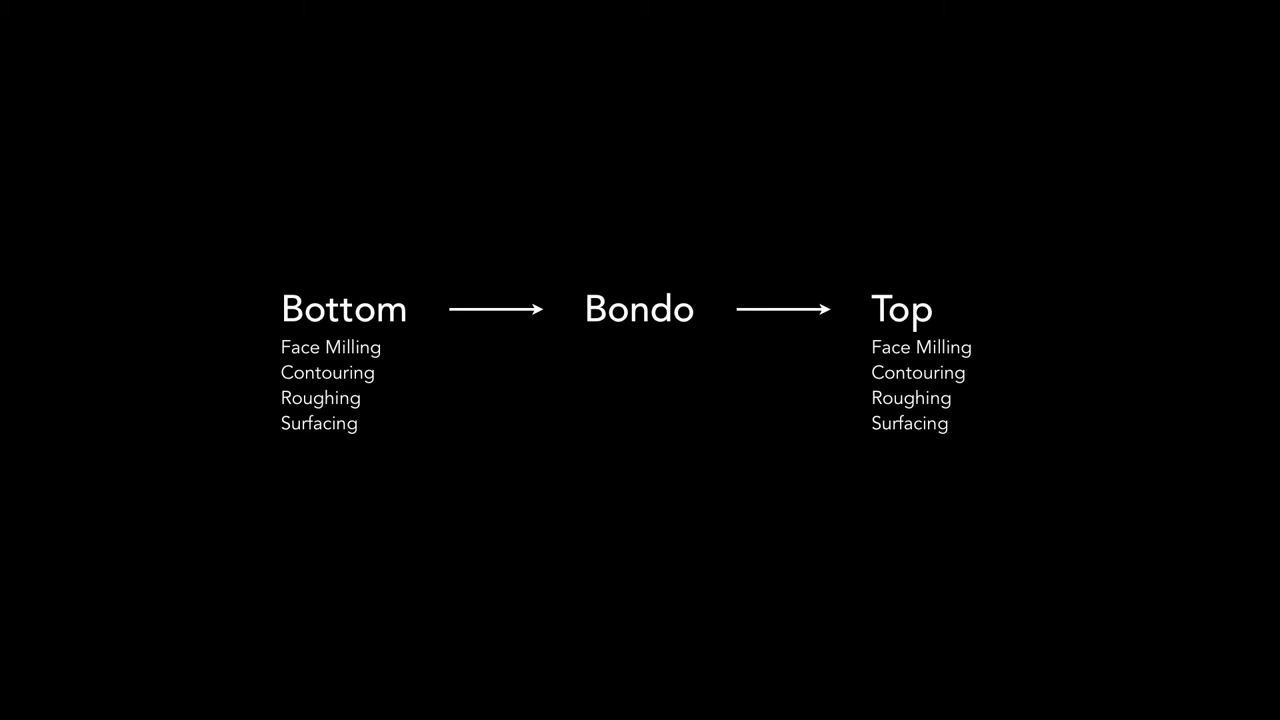 Bottom
Face Milling
Contouring
Roughing
Surfacing
Bondo
Top
Face Milling
Contouring
Roughing
Surfacing